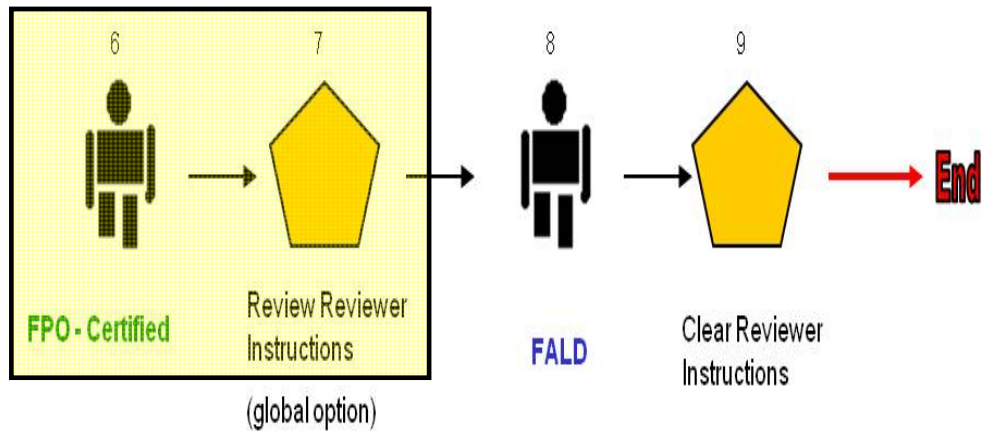 6
7
8
9
End
FPO - Certified
Review Reviewer
Instructions
(global option)
FALD
Clear Reviewer
Instructions